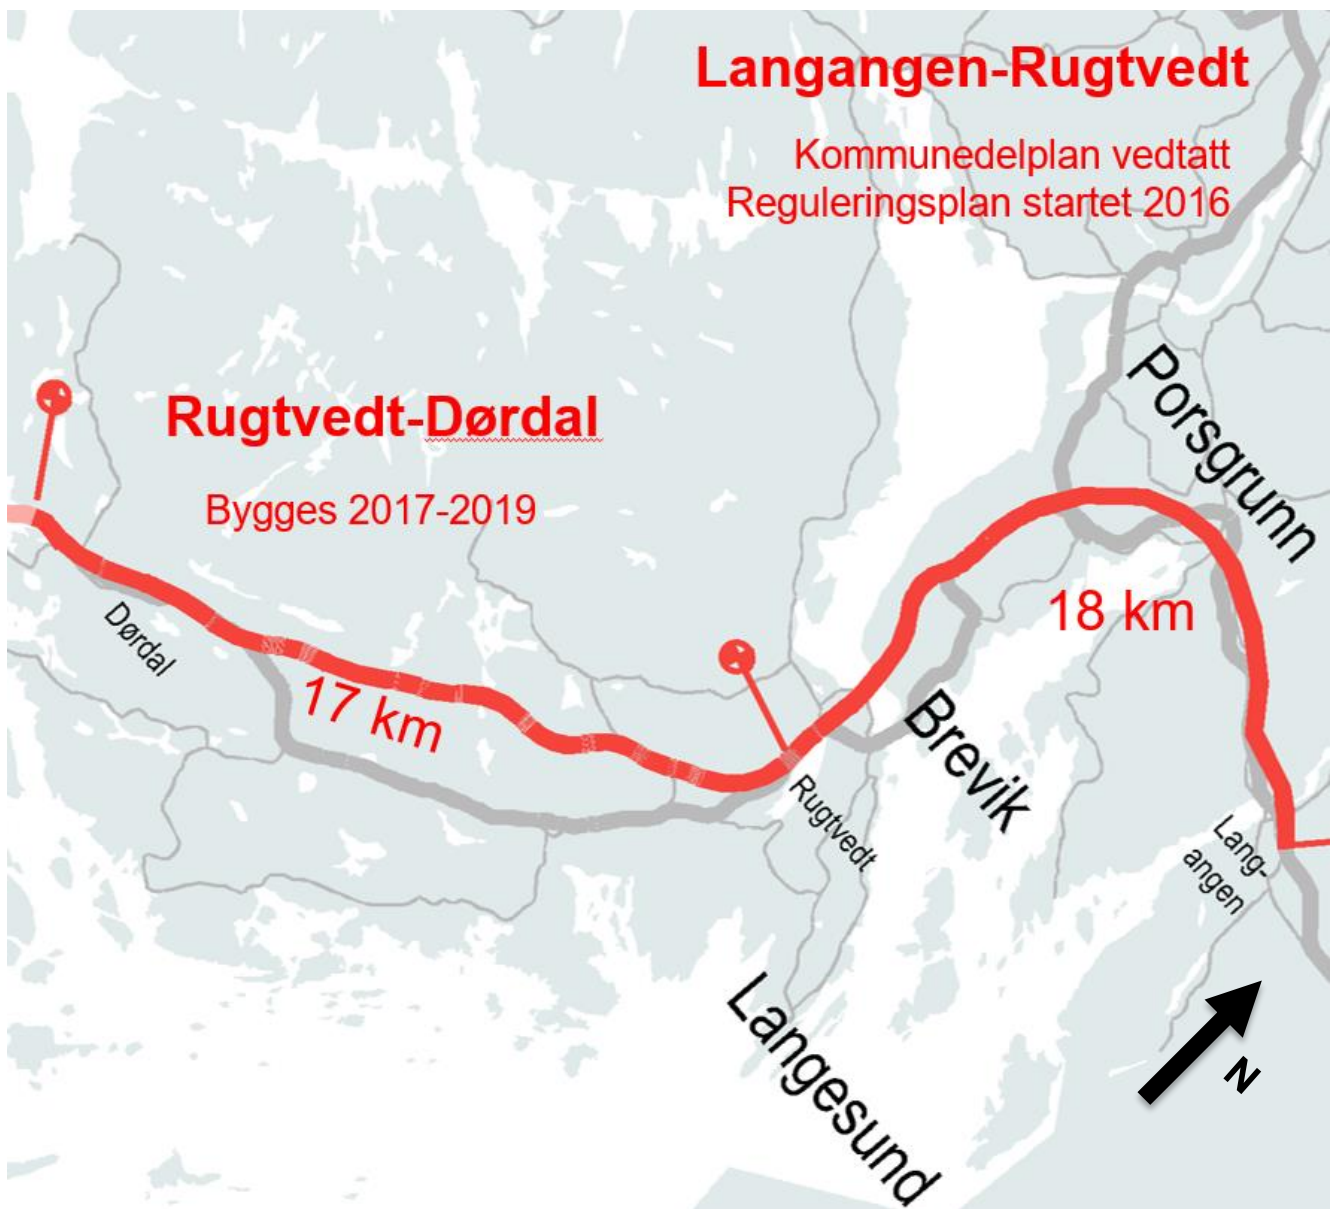 Langangen-Rugtvedt
Kommunedelplan vedtatt
Reguleringsplan startet 2016
Porsgrunn
Rugtvedt-Dørdal
Bygges 2017-2019
18 km
Dørdal
17 km
Brevik
Rugtvedt
Lang-
angen
Langesund
N